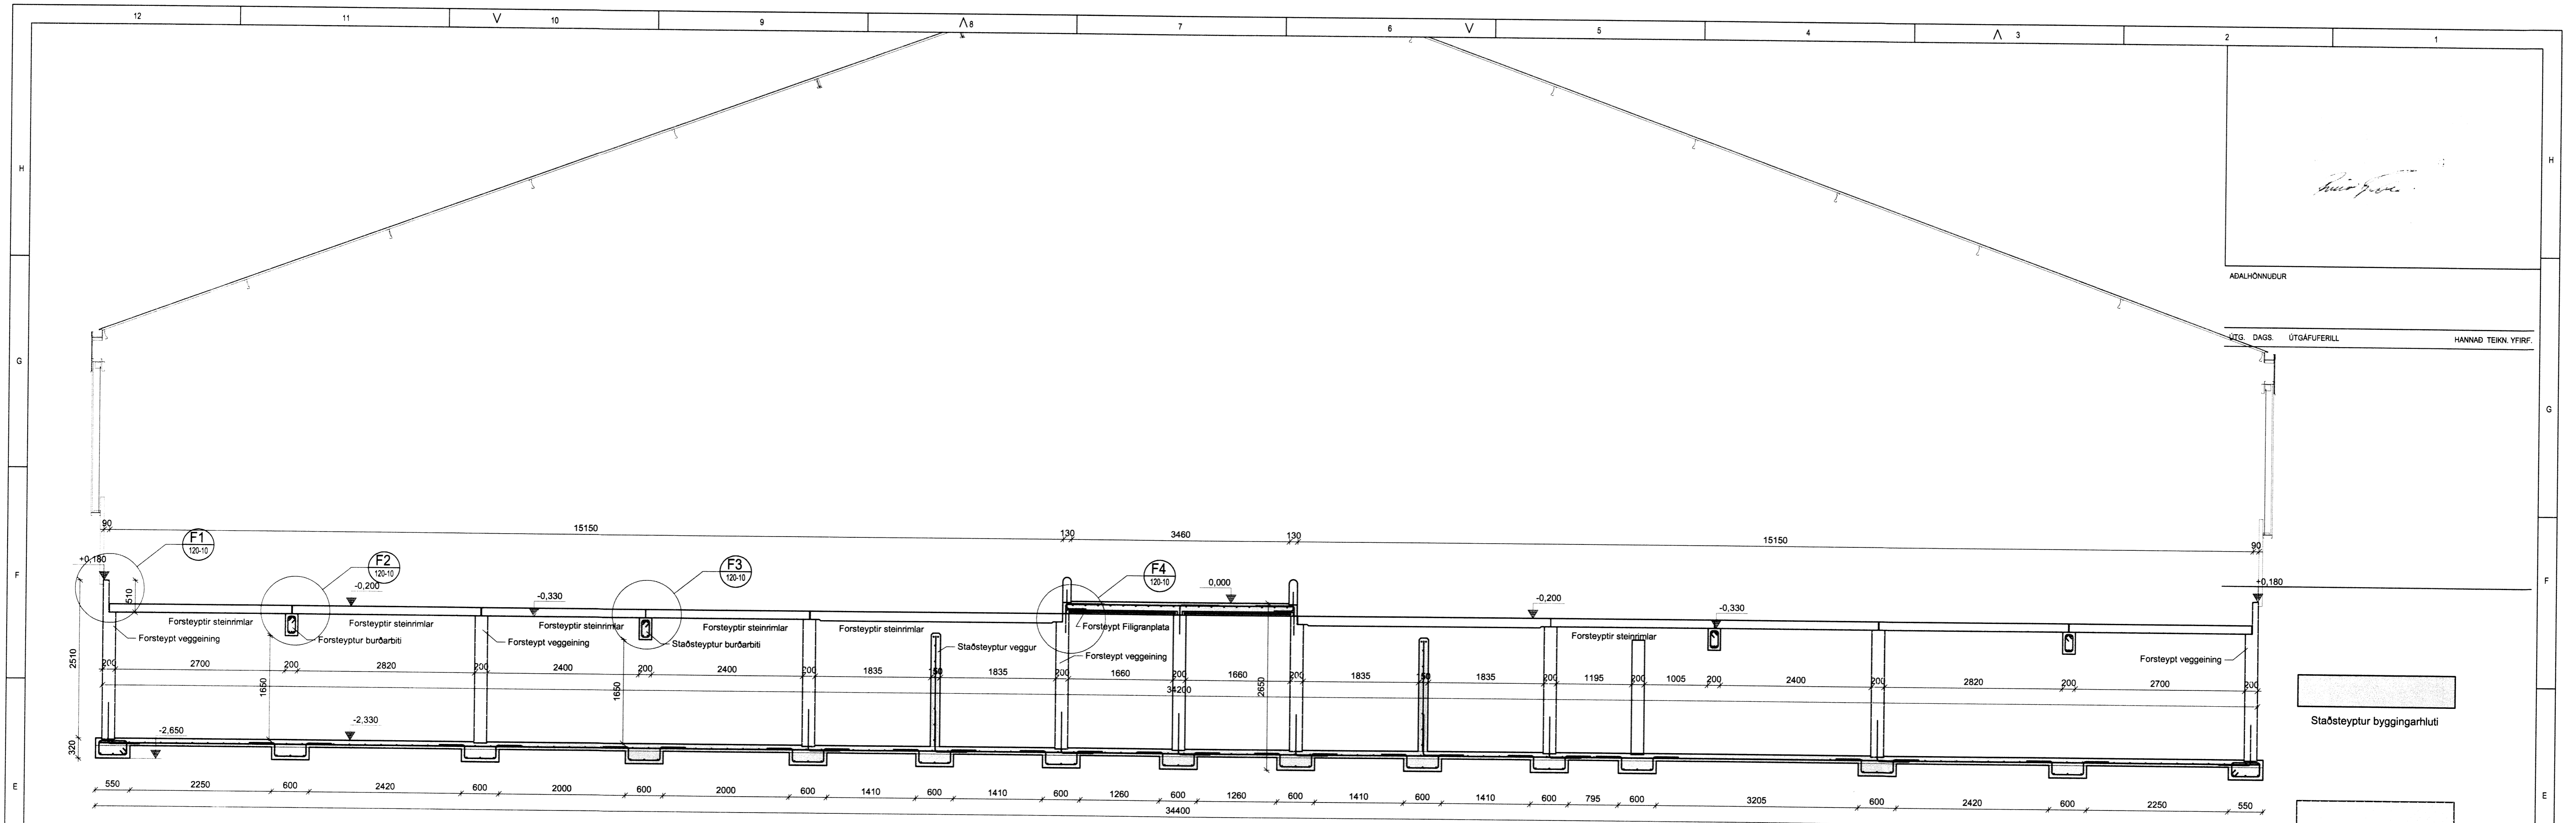 12 11 10 9 8 7 6 5 4 3 2 1
H H
AÐALHÖNNUÐUR
ÚTG. DAGS. ÚTGÁFUFERILL HANNAÐ TEIKN. YFIRF.
G G
90 15150 130 3460 130 15150 90
F1
120-10
F2
120-10
F3
120-10
F4
120-10
F F
+0,180 -0,200 -0,330 0,000 -0,200 -0,330 +0,180
510
Forsteyptir steinrimlar Forsteyptir steinrimlar Forsteyptir steinrimlar Forsteyptir steinrimlar Forsteyptir steinrimlar Forsteypt Filigranplata Forsteyptir steinrimlar
Forsteypt veggeining Forsteyptur burðarbiti Forsteypt veggeining Staðsteyptur burðarbiti Staðsteyptur veggur Forsteypt veggeining Forsteypt veggeining
2510
200 2700 200 2820 200 2400 200 2400 200 1835 150 1835 200 1660 200 1660 200 1835 150 1835 200 1195 200 1005 200 2400 200 2820 200 2700 200
34200
1650 1650 2650
-2,650 -2,330
320
Staðsteyptur byggingarhluti
E E
550 2250 600 2420 600 2000 600 2000 600 1410 600 1410 600 1260 600 1260 600 1410 600 1410 600 795 600 3205 600 2420 600 2250 550
34400